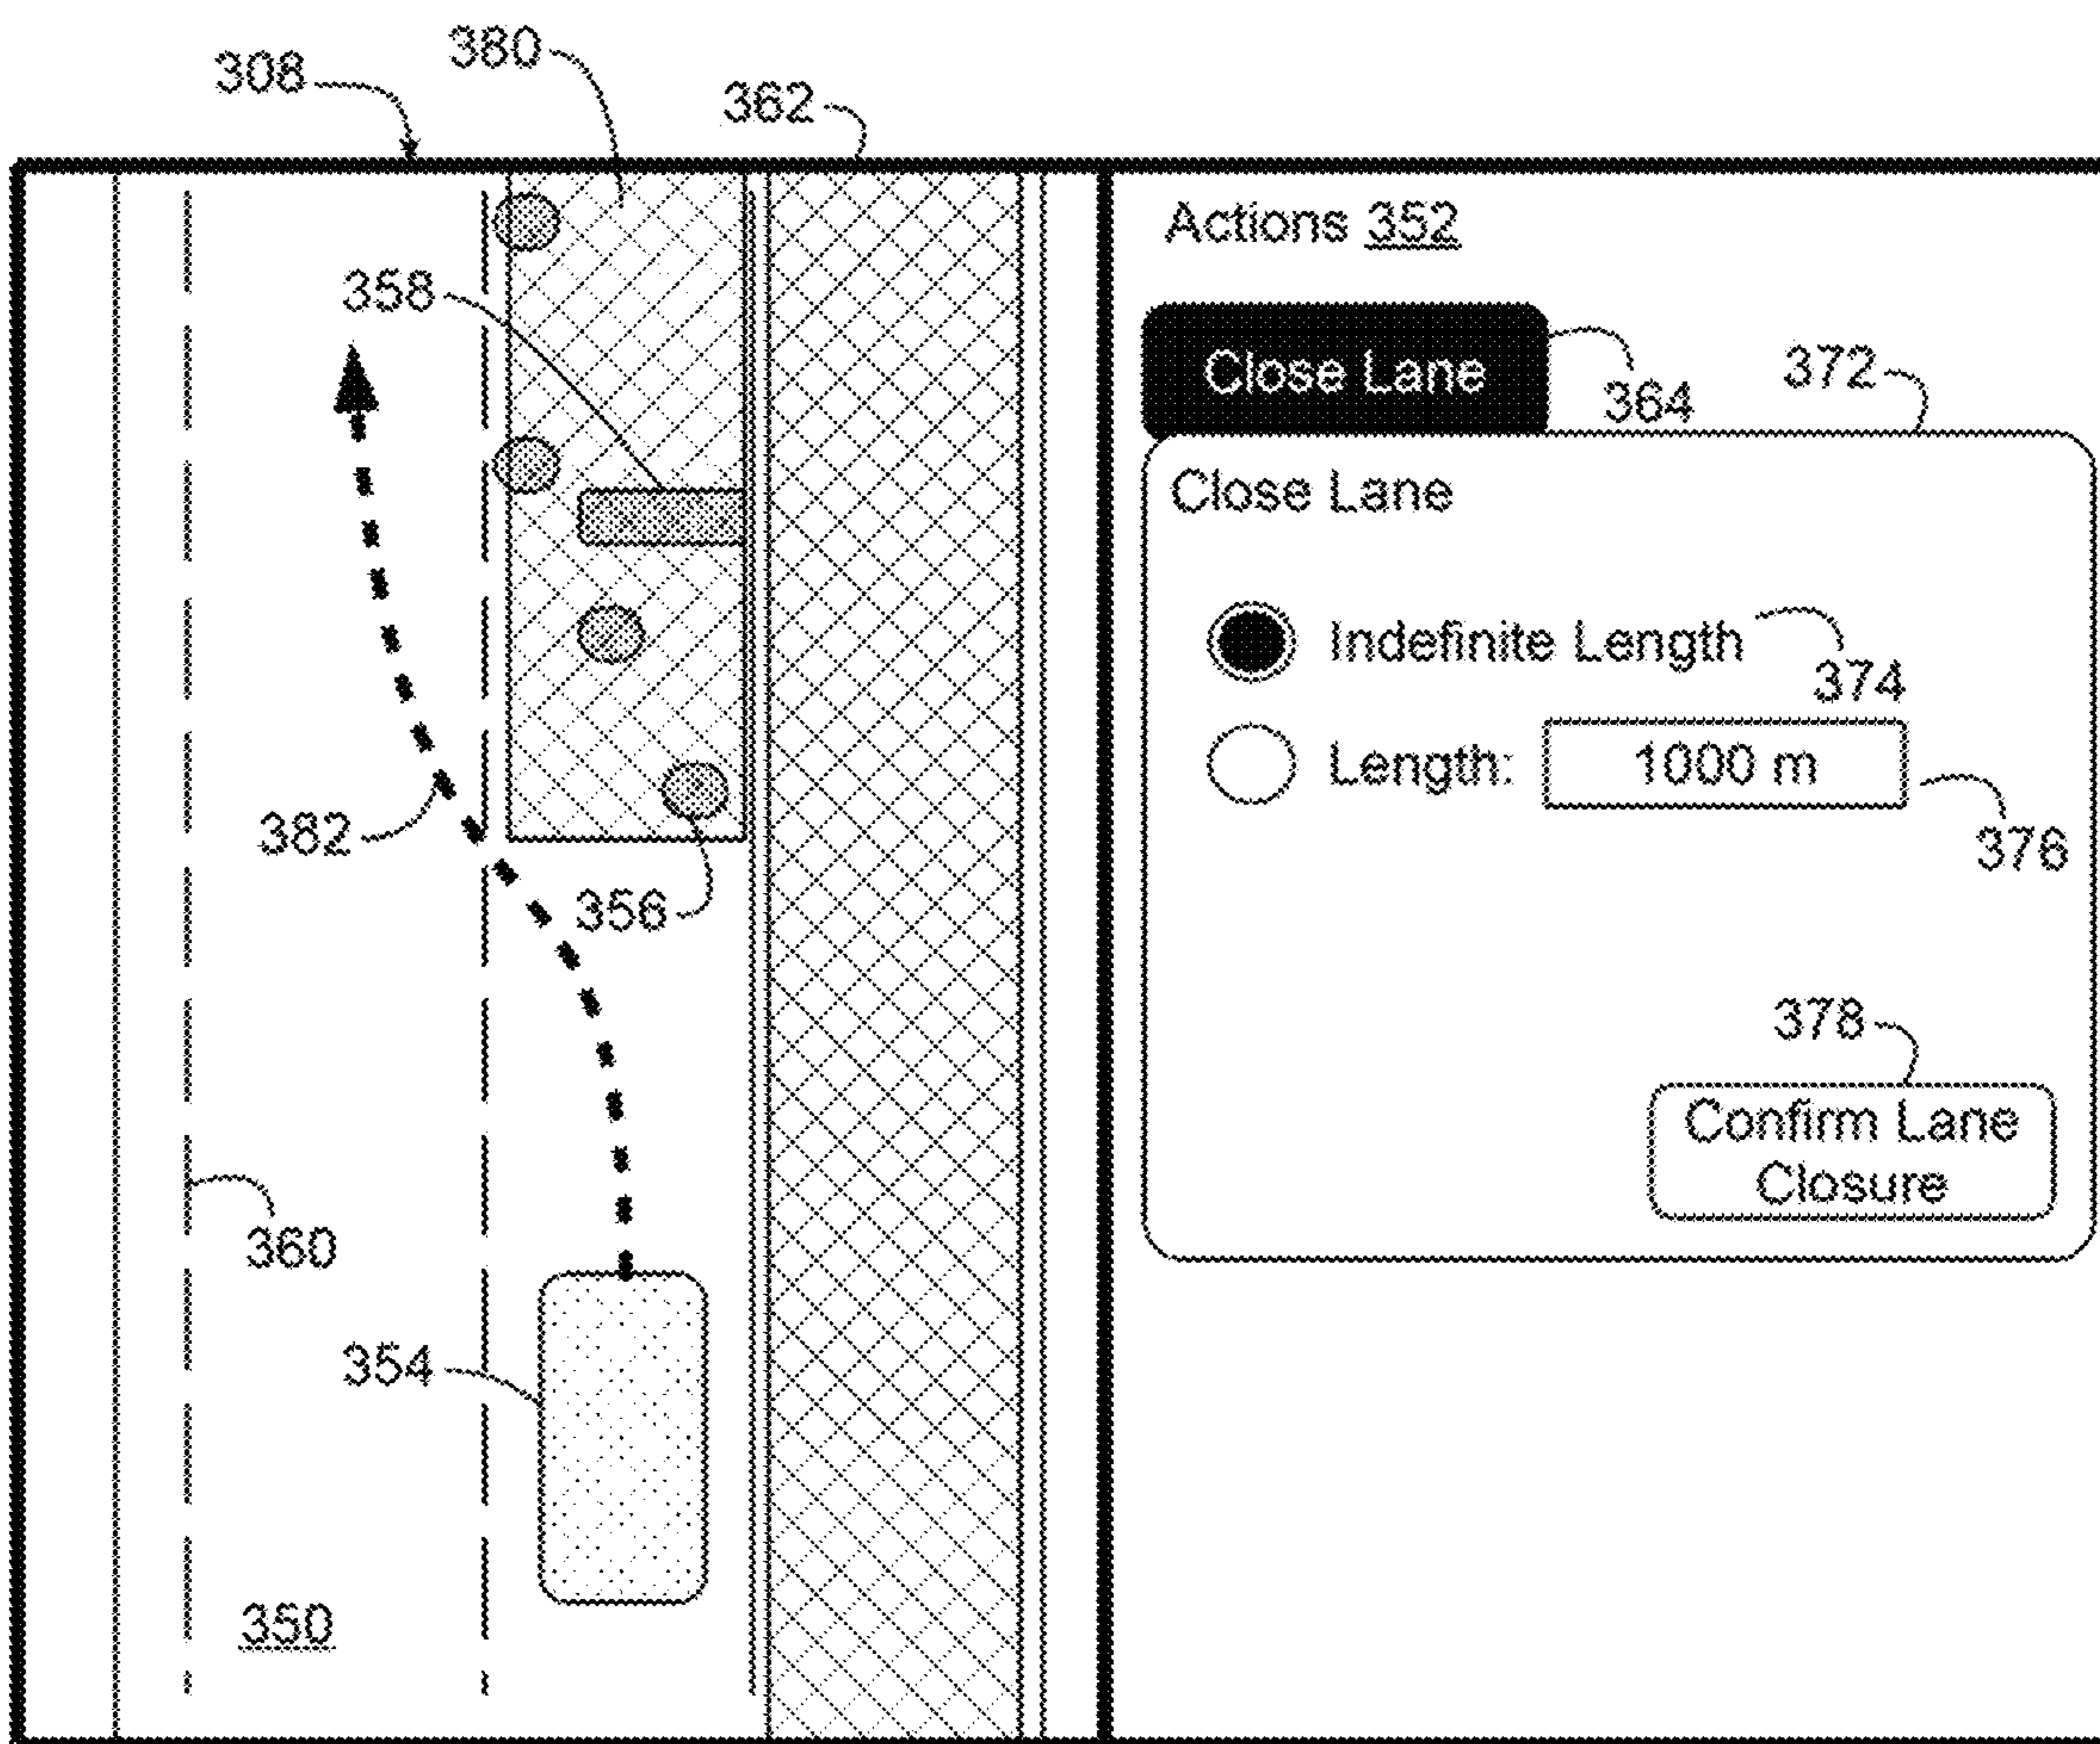 308
380
362
Actions 352
358
Close Lane
364
372
Close Lane
Indefinite Length
374
Length: 1000 m
376
382
356
378
Confirm Lane
Closure
360
354
350